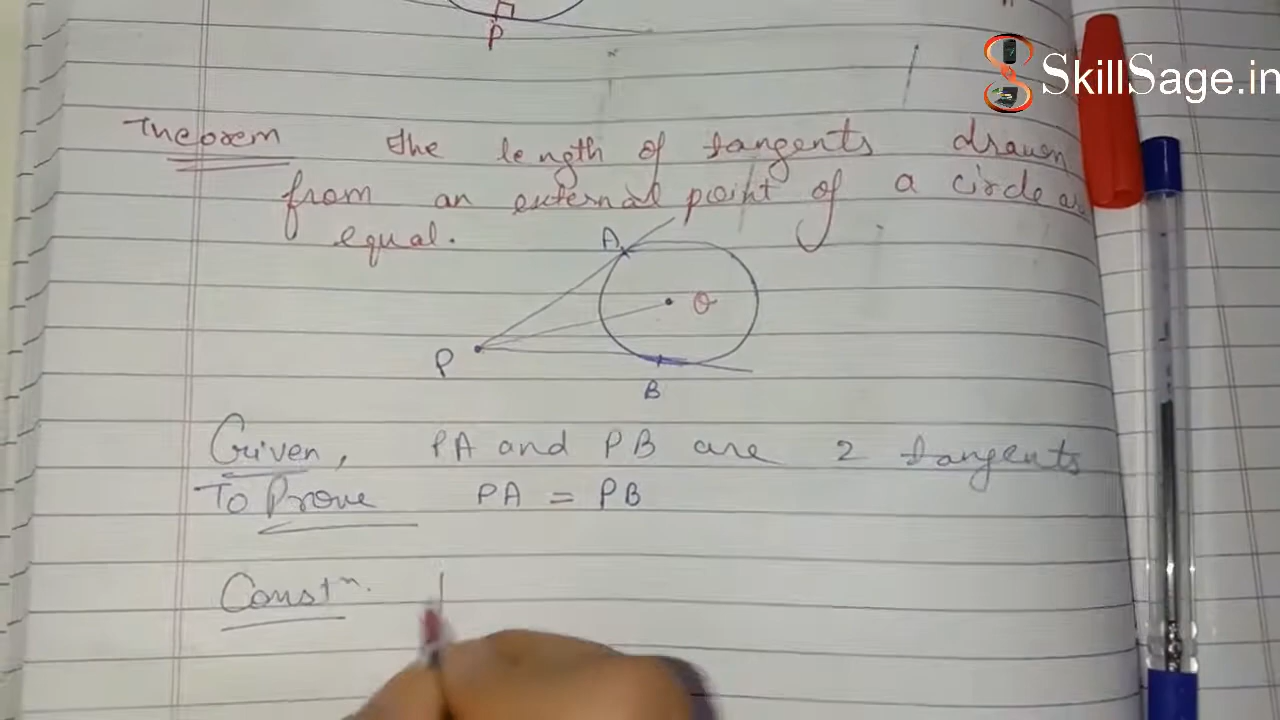 P
SkillSage.in
Theorem the length of tangents drawn
from an external point of a circle are
equal.
A
O
P
B
Given, PA and PB are 2 tangents
To Prove PA = PB
Constn.